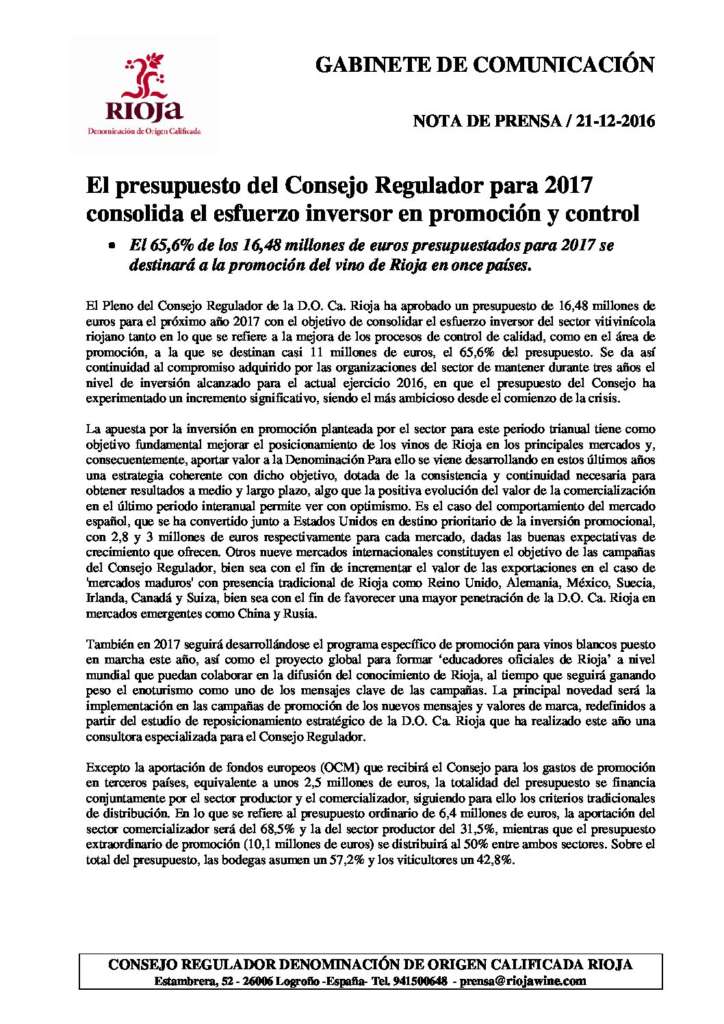 RIOJA
Denominación de Origen Calificada
GABINETE DE COMUNICACIÓN
NOTA DE PRENSA / 21-12-2016
El presupuesto del Consejo Regulador para 2017
consolida el esfuerzo inversor en promoción y control
• El 65,6% de los 16,48 millones de euros presupuestados para 2017 se
destinará a la promoción del vino de Rioja en once países.
El Pleno del Consejo Regulador de la D.O. Ca. Rioja ha aprobado un presupuesto de 16,48 millones de
euros para el próximo año 2017 con el objetivo de consolidar el esfuerzo inversor del sector vitivinícola
riojano tanto en lo que se refiere a la mejora de los procesos de control de calidad, como en el área de
promoción, a la que se destinan casi 11 millones de euros, el 65,6% del presupuesto. Se da así
continuidad al compromiso adquirido por las organizaciones del sector de mantener durante tres años el
nivel de inversión alcanzado para el actual ejercicio 2016, en que el presupuesto del Consejo ha
experimentado un incremento significativo, siendo el más ambicioso desde el comienzo de la crisis.
La apuesta por la inversión en promoción planteada por el sector para este periodo trianual tiene como
objetivo fundamental mejorar el posicionamiento de los vinos de Rioja en los principales mercados y,
consecuentemente, aportar valor a la Denominación Para ello se viene desarrollando en estos últimos años
una estrategia coherente con dicho objetivo, dotada de la consistencia y continuidad necesaria para
obtener resultados a medio y largo plazo, algo que la positiva evolución del valor de la comercialización
en el último periodo interanual permite ver con optimismo. Es el caso del comportamiento del mercado
español, que se ha convertido junto a Estados Unidos en destino prioritario de la inversión promocional,
con 2,8 y 3 millones de euros respectivamente para cada mercado, dadas las buenas expectativas de
crecimiento que ofrecen. Otros nueve mercados internacionales constituyen el objetivo de las campañas
del Consejo Regulador, bien sea con el fin de incrementar el valor de las exportaciones en el caso de
'mercados maduros' con presencia tradicional de Rioja como Reino Unido, Alemania, México, Suecia,
Irlanda, Canadá y Suiza, bien sea con el fin de favorecer una mayor penetración de la D.O. Ca. Rioja en
mercados emergentes como China y Rusia.
También en 2017 seguirá desarrollándose el programa específico de promoción para vinos blancos puesto
en marcha este año, así como el proyecto global para formar ‘educadores oficiales de Rioja’ a nivel
mundial que puedan colaborar en la difusión del conocimiento de Rioja, al tiempo que seguirá ganando
peso el enoturismo como uno de los mensajes clave de las campañas. La principal novedad será la
implementación en las campañas de promoción de los nuevos mensajes y valores de marca, redefinidos a
partir del estudio de reposicionamiento estratégico de la D.O. Ca. Rioja que ha realizado este año una
consultora especializada para el Consejo Regulador.
Excepto la aportación de fondos europeos (OCM) que recibirá el Consejo para los gastos de promoción
en terceros países, equivalente a unos 2,5 millones de euros, la totalidad del presupuesto se financia
conjuntamente por el sector productor y el comercializador, siguiendo para ello los criterios tradicionales
de distribución. En lo que se refiere al presupuesto ordinario de 6,4 millones de euros, la aportación del
sector comercializador será del 68,5% y la del sector productor del 31,5%, mientras que el presupuesto
extraordinario de promoción (10,1 millones de euros) se distribuirá al 50% entre ambos sectores. Sobre el
total del presupuesto, las bodegas asumen un 57,2% y los viticultores un 42,8%.
CONSEJO REGULADOR DENOMINACIÓN DE ORIGEN CALIFICADA RIOJA
Estambrera, 52 - 26006 Logroño -España- Tel. 941500648 - prensa@riojawine.com